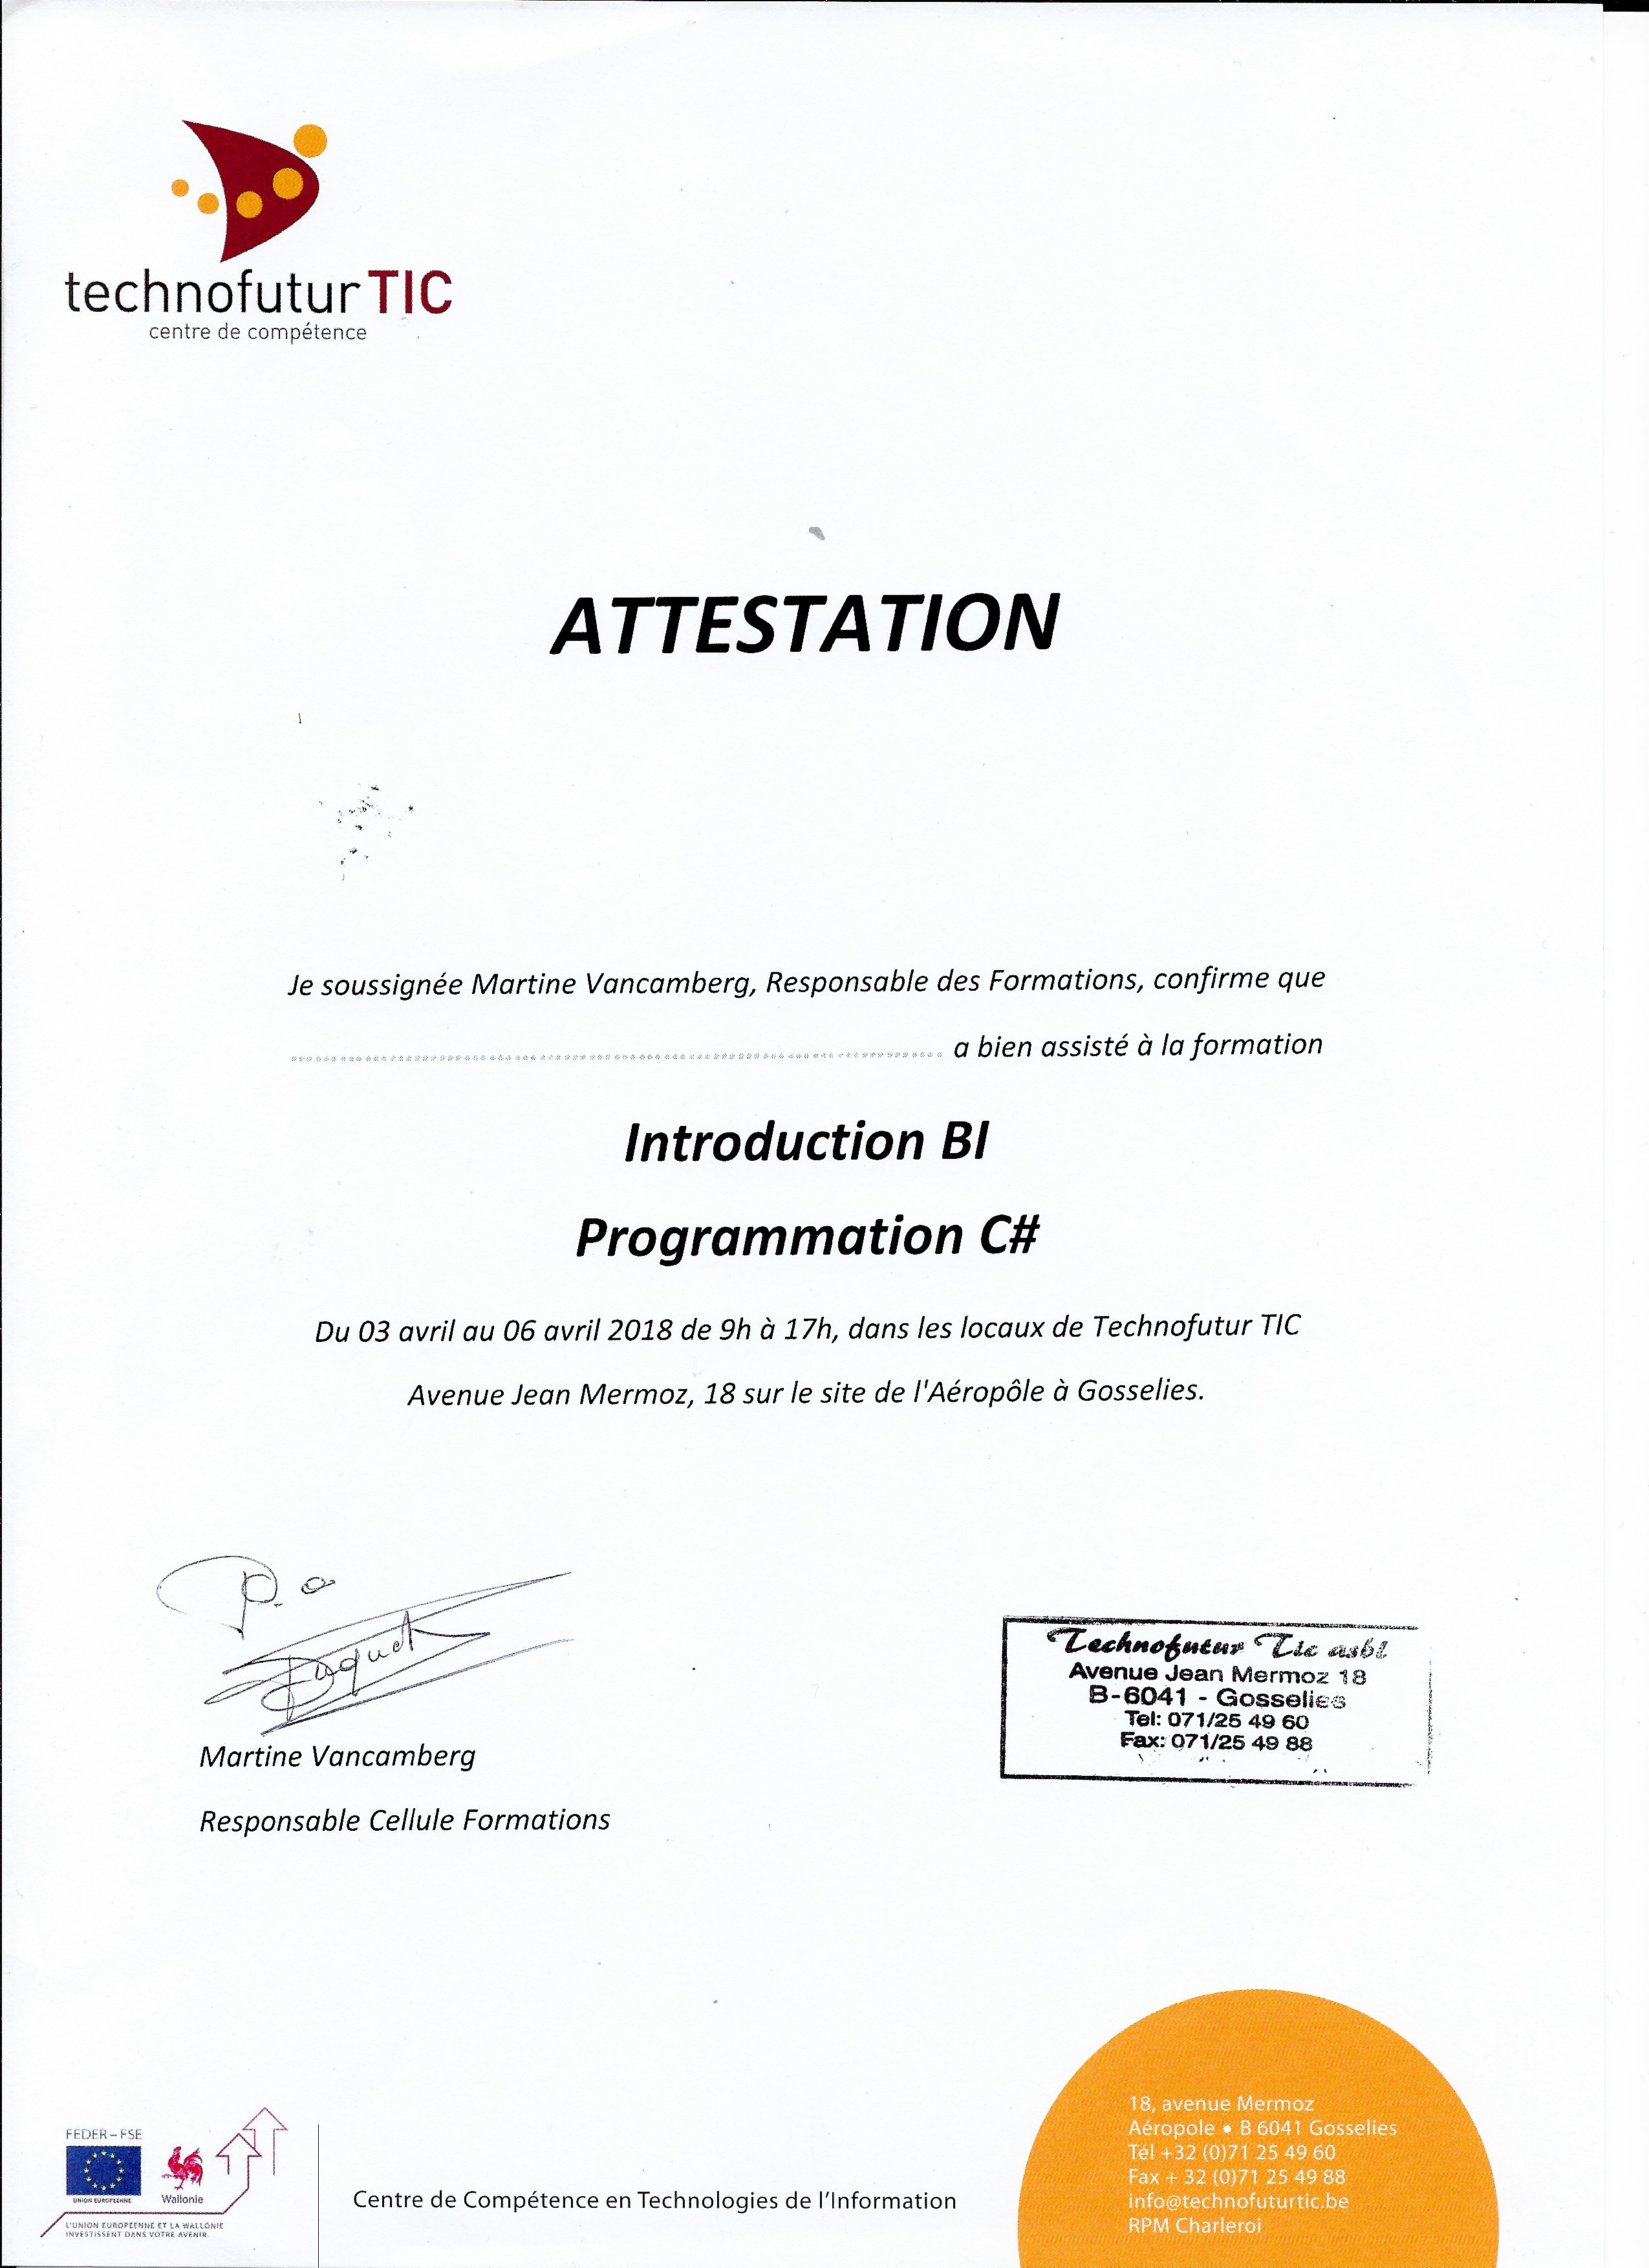 technofutur TIC
centre de compétence
ATTESTATION
Je soussignée Martine Vancamberg, Responsable des Formations, confirme que
a bien assisté à la formation
Introduction BI
Programmation C#
Du 03 avril au 06 avril 2018 de 9h à 17h, dans les locaux de Technofutur TIC
Avenue Jean Mermoz, 18 sur le site de l'Aéropôle à Gosselies.
P.o
Martine Vancamberg
Responsable Cellule Formations
Technofutur Tic asbl
Avenue Jean Mermoz 18
B-6041 - Gosselies
Tel: 071/25 49 60
Fax: 071/25 49 88
FEDER – FSE
UNION EUROPEENNE
Wallonie
L'UNION EUROPEENNE ET LA WALLONIE
INVESTISSENT DANS VOTRE AVENIR
Centre de Compétence en Technologies de l'Information
18, avenue Mermoz
Aéropole • B 6041 Gosselies
Tél +32 (0)71 25 49 60
Fax + 32 (0)71 25 49 88
info@technofuturtic.be
RPM Charleroi